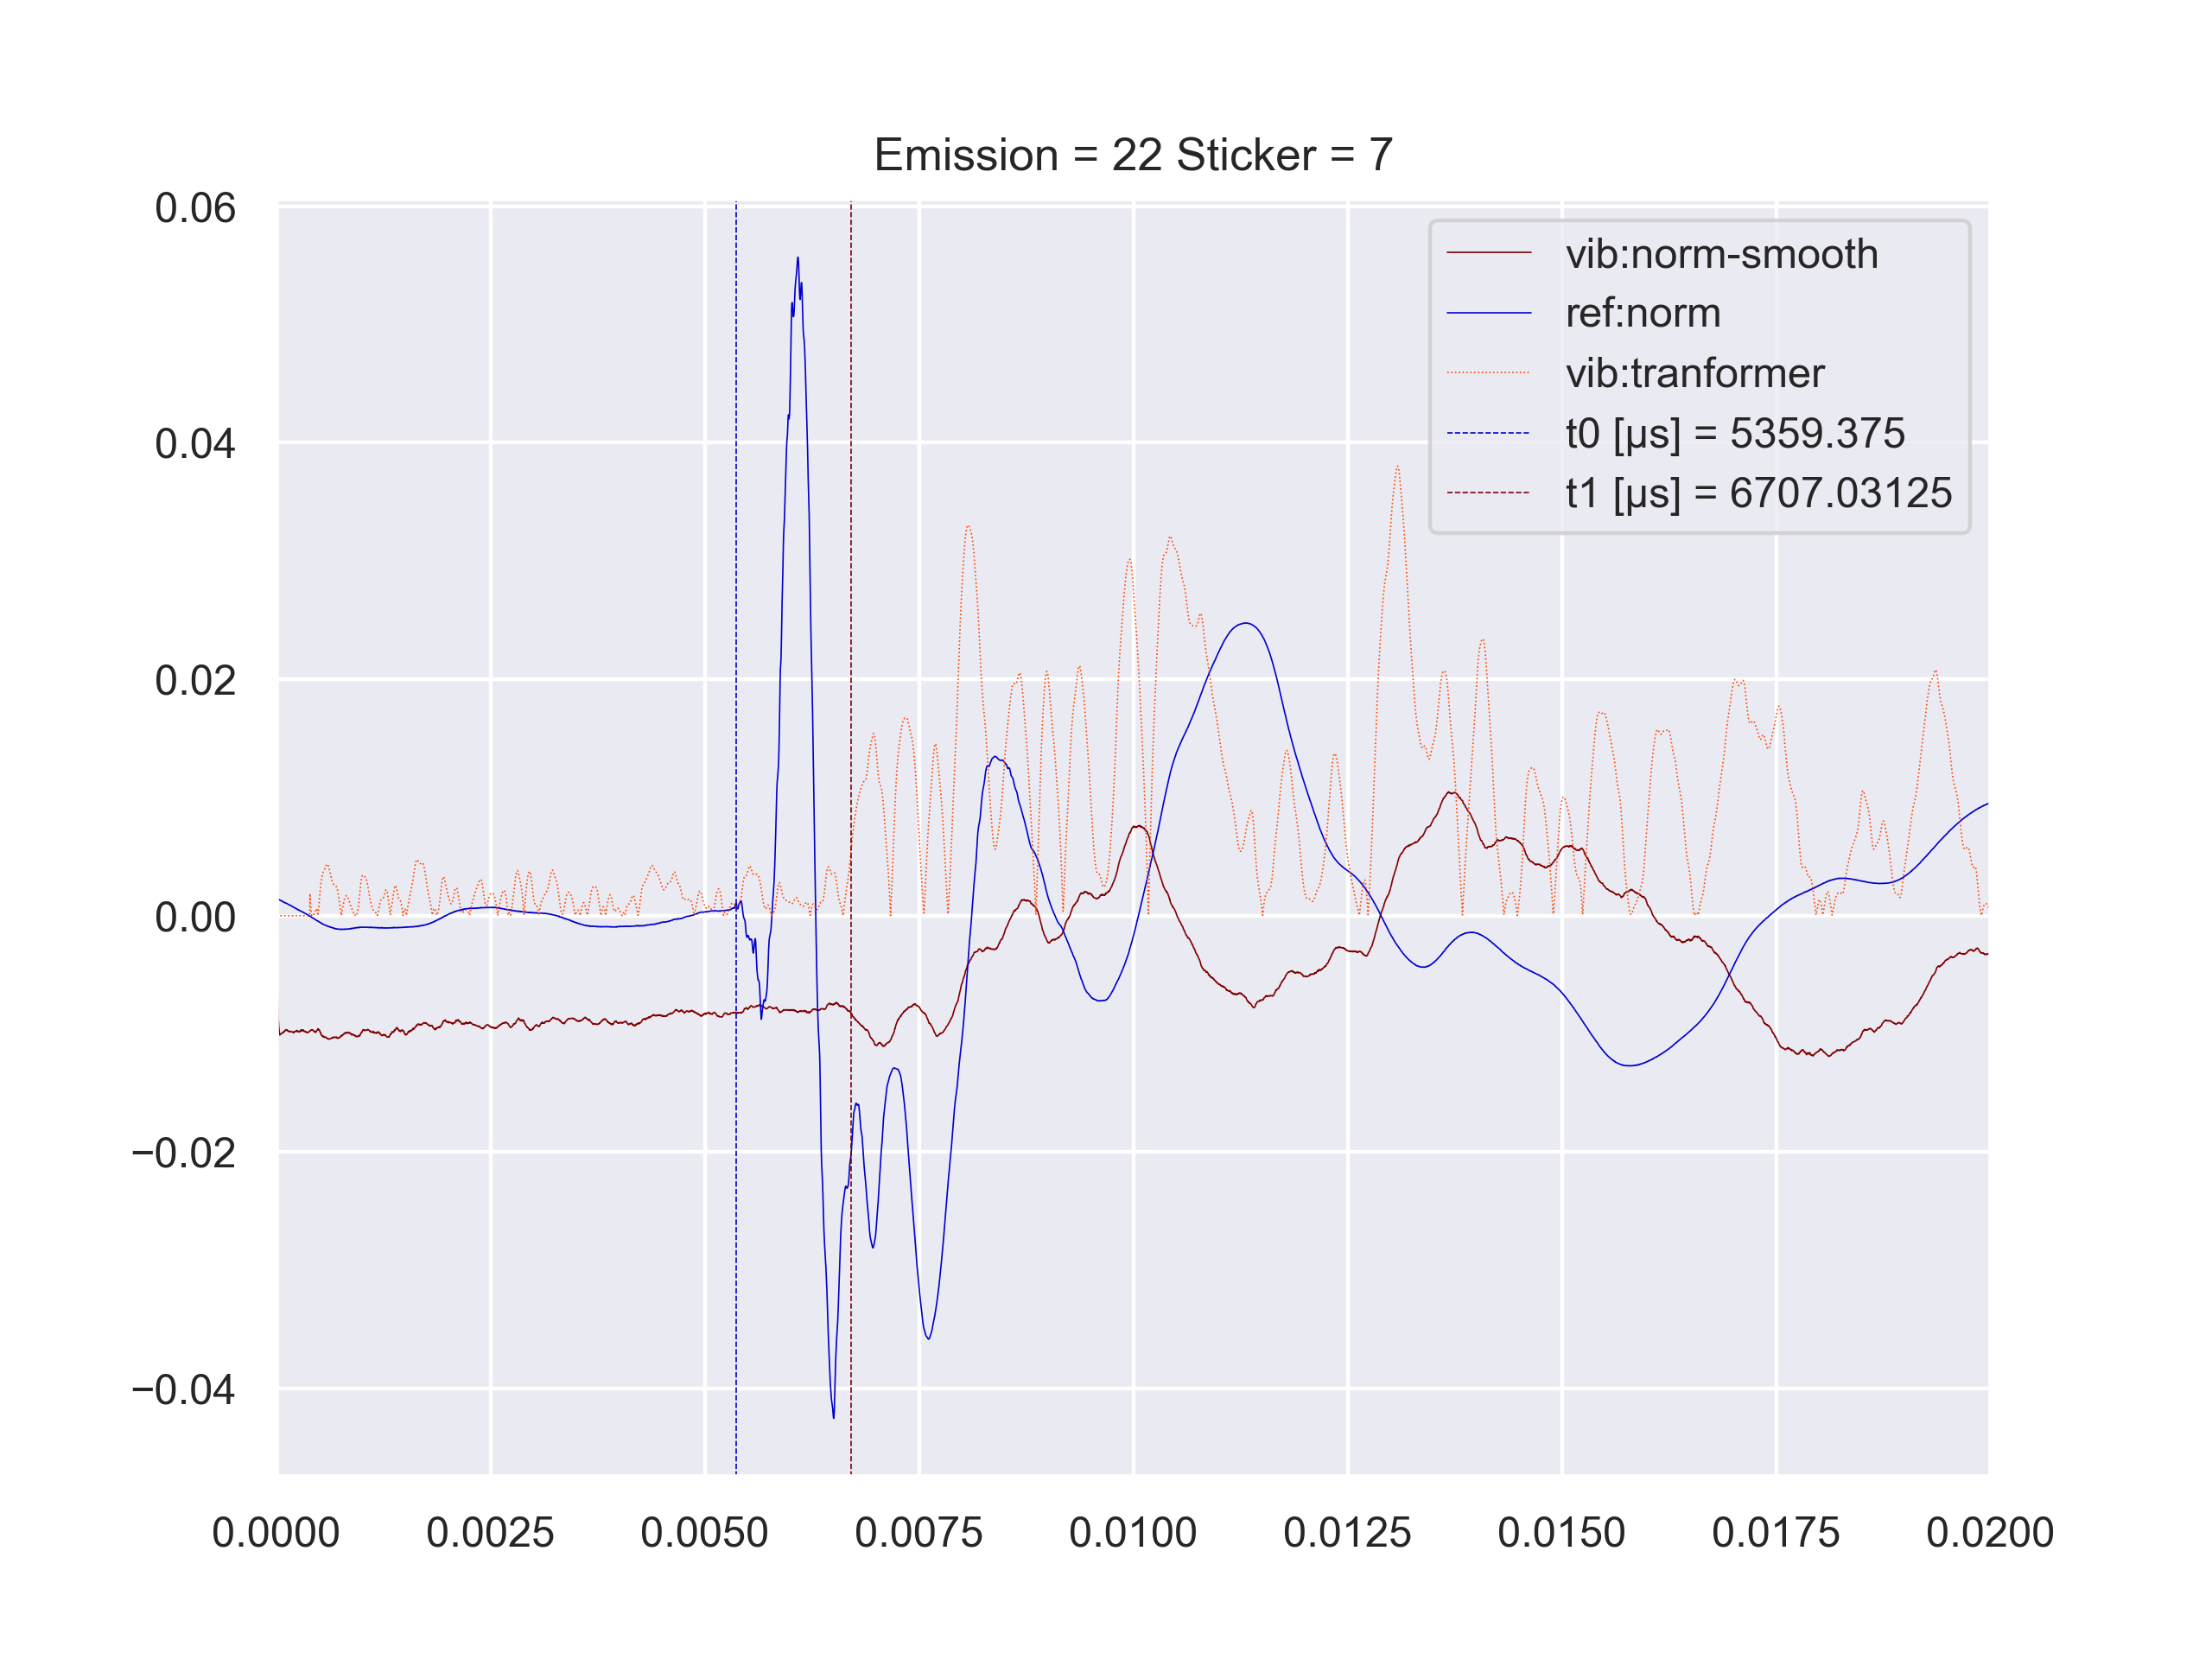 Emission = 22 Sticker = 7
0.06
0.04
0.02
0.00
−0.02
−0.04
vib:norm-smooth
ref:norm
vib:tranformer
t0 [µs] = 5359.375
t1 [µs] = 6707.03125
0.0000 0.0025 0.0050 0.0075 0.0100 0.0125 0.0150 0.0175 0.0200